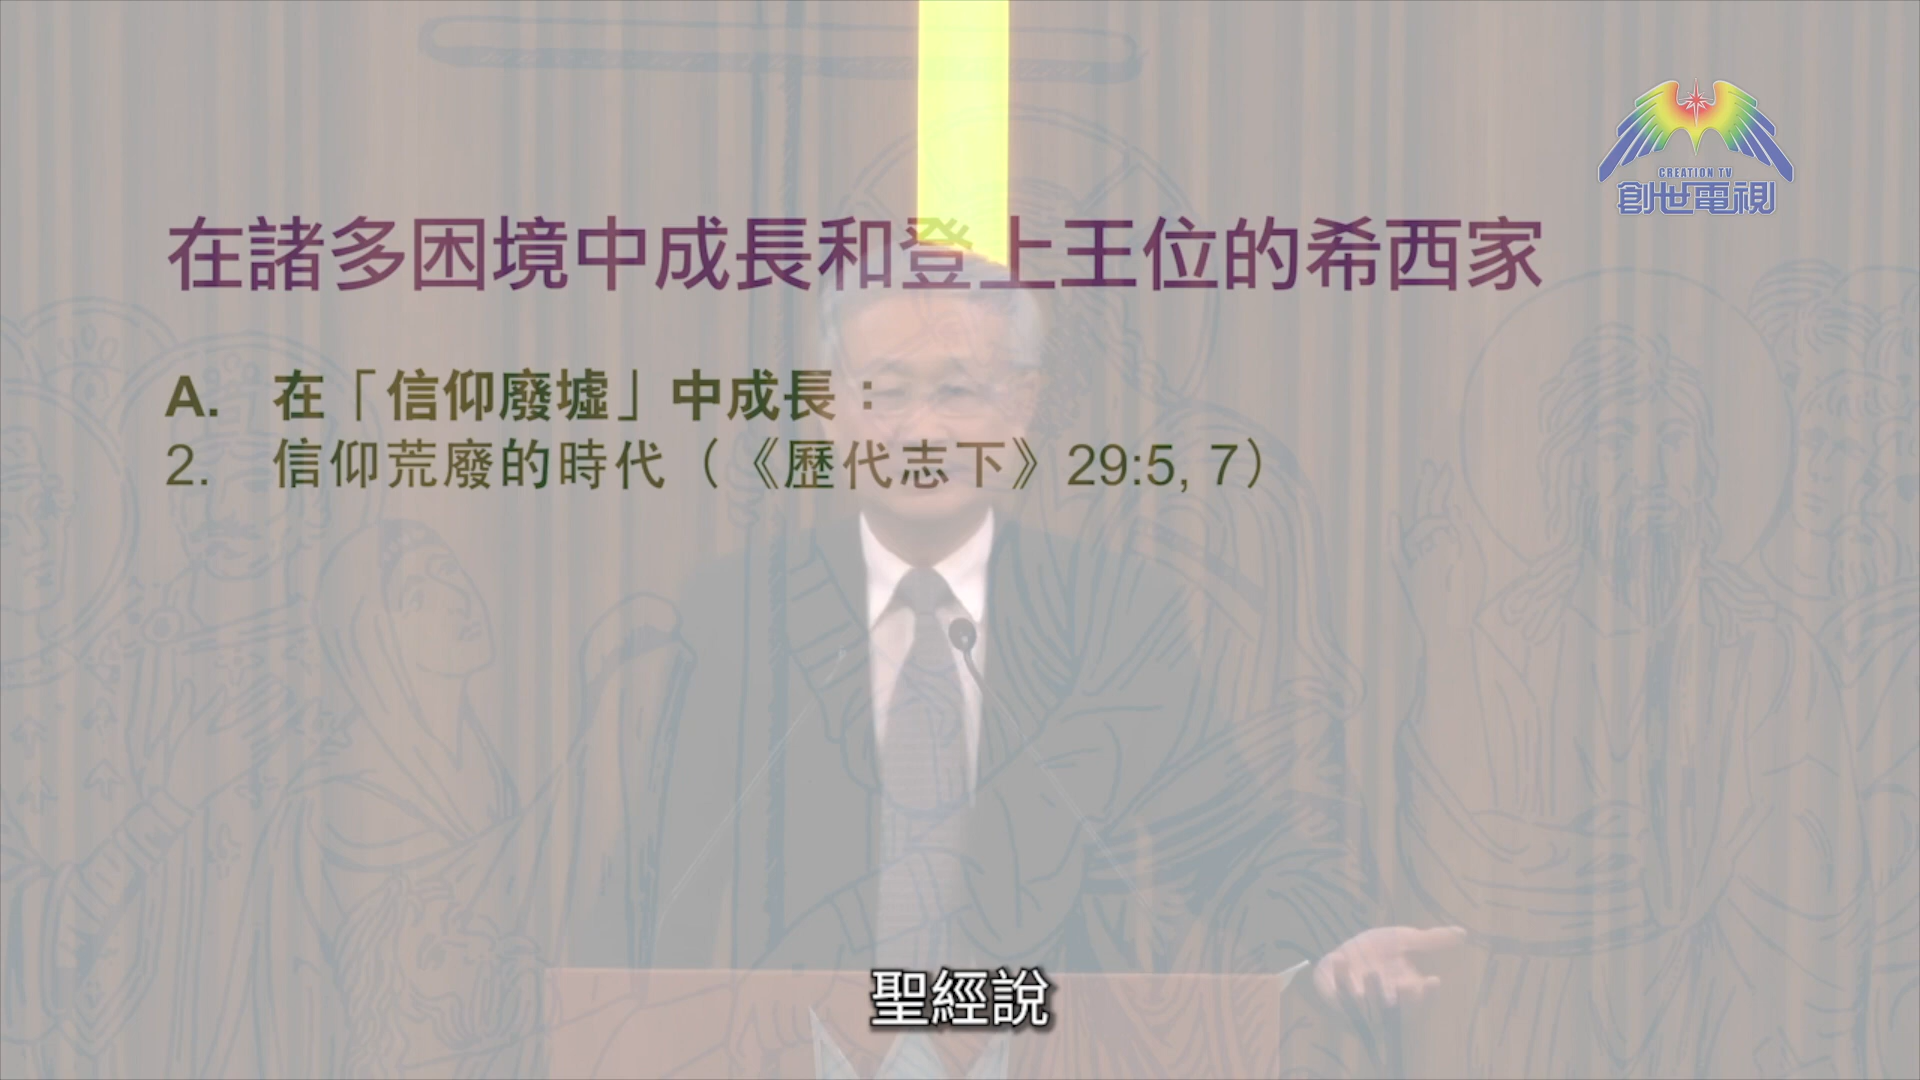 CREATION TV
創世電視
在諸多困境中成長和登上王位的希西家
A. 在「信仰廢墟」中成長：
2. 信仰荒廢的時代（《歷代志下》29:5, 7）
聖經說